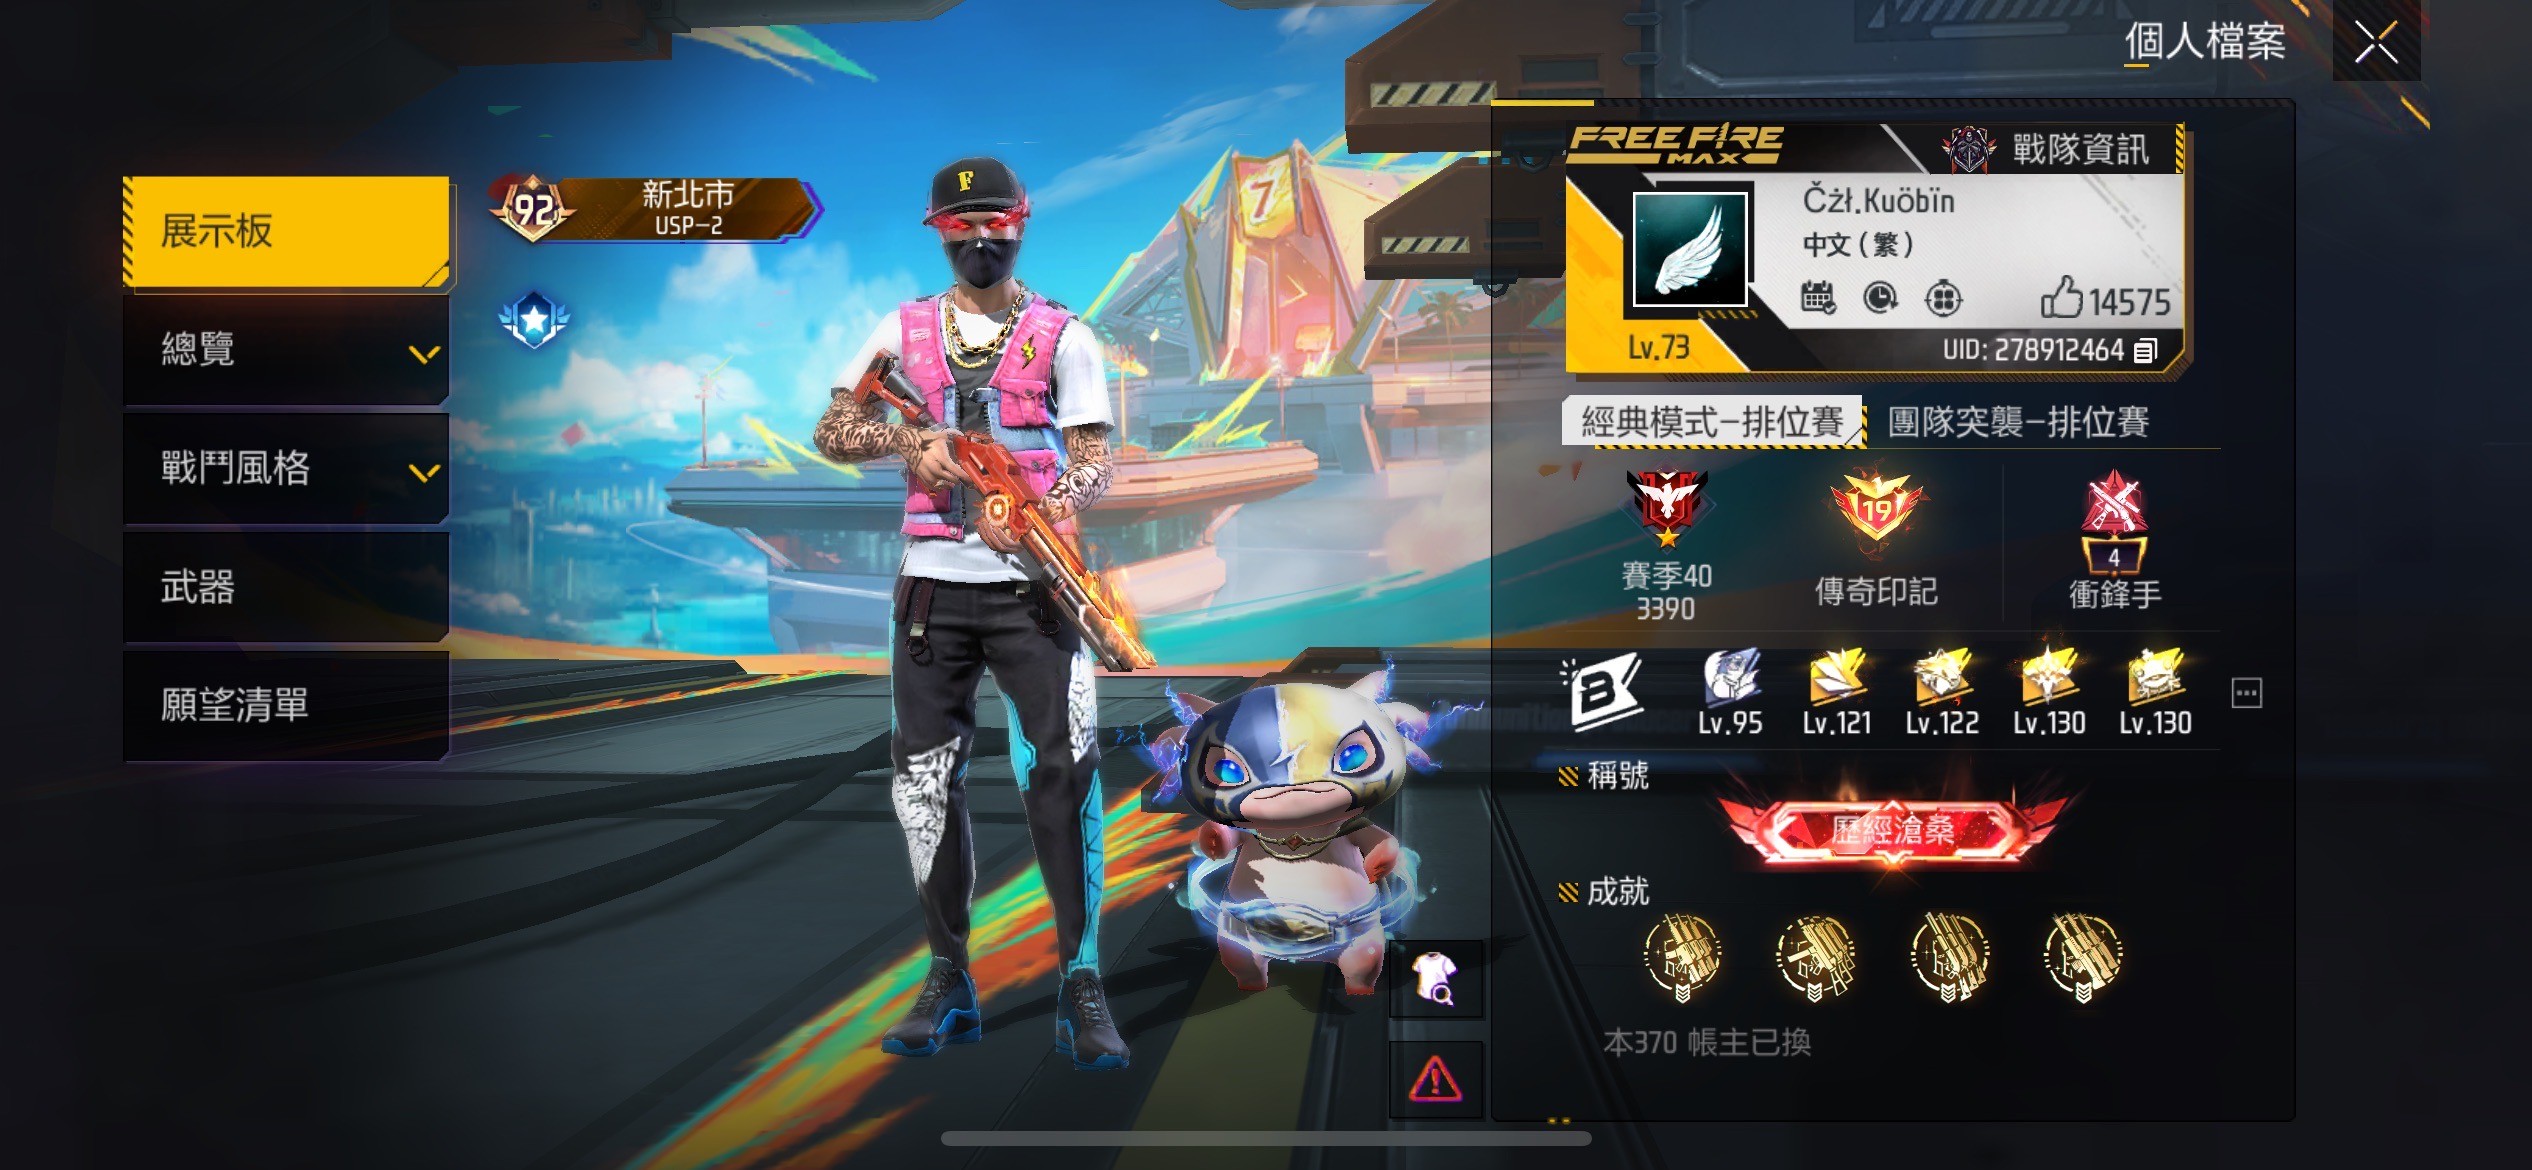 個人檔案
展示板
總覽
戰鬥風格
武器
願望清單
92
新北市
USP-2
F
7
FREE FIRE
MAX
戰隊資訊
Čżł.Kuöbïn
中文(繁)
14575
Lv.73
UID: 278912464
經典模式-排位賽
團隊突襲-排位賽
賽季40
3390
19
傳奇印記
4
衝鋒手
B
Lv.95
Lv.121
Lv.122
Lv.130
Lv.130
稱號
歷經滄桑
成就
本370 帳主已換